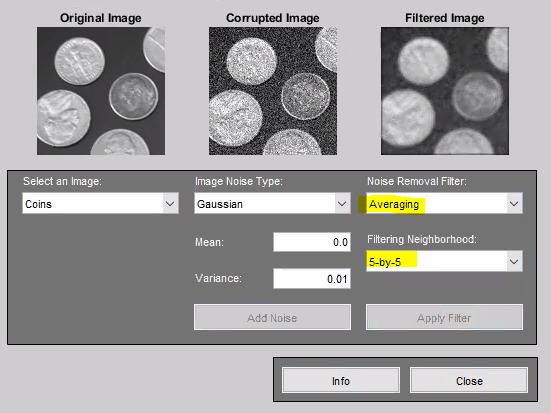 Original Image
Corrupted Image
Filtered Image
Select an Image:
Image Noise Type:
Noise Removal Filter:
Coins
Gaussian
Averaging
Mean:
0.0
Filtering Neighborhood:
5-by-5
Variance:
0.01
Add Noise
Apply Filter
Info
Close